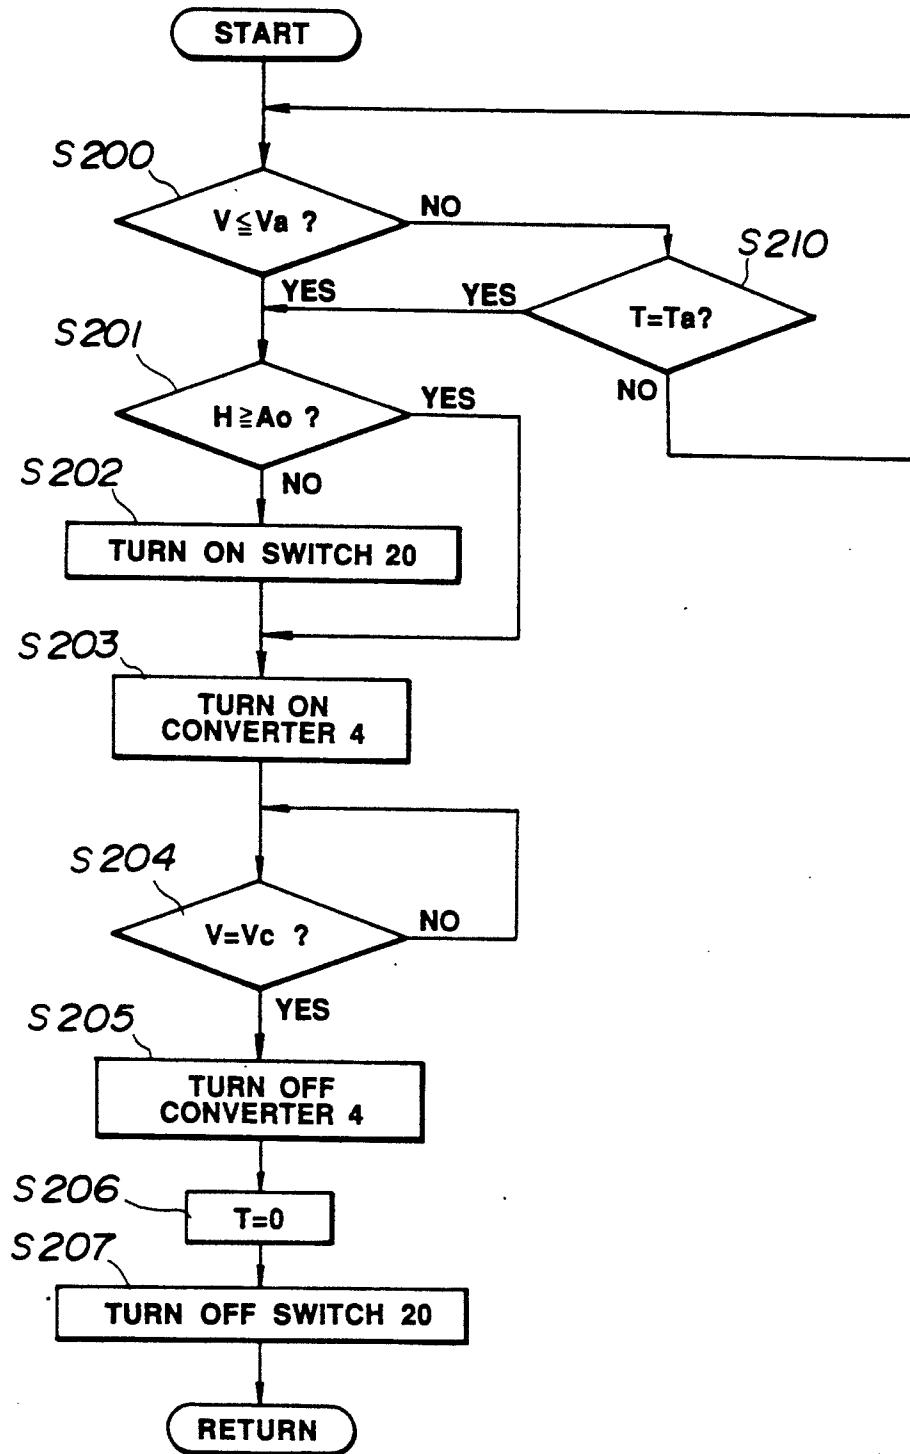 START
S200
V≦Va ?
NO
S210
YES
YES
T=Ta?
S201
NO
H≧Ao ?
YES
S202
NO
TURN ON SWITCH 20
S203
TURN ON
CONVERTER 4
S204
V=Vc ?
NO
YES
S205
TURN OFF
CONVERTER 4
S206
T=0
S207
TURN OFF SWITCH 20
RETURN